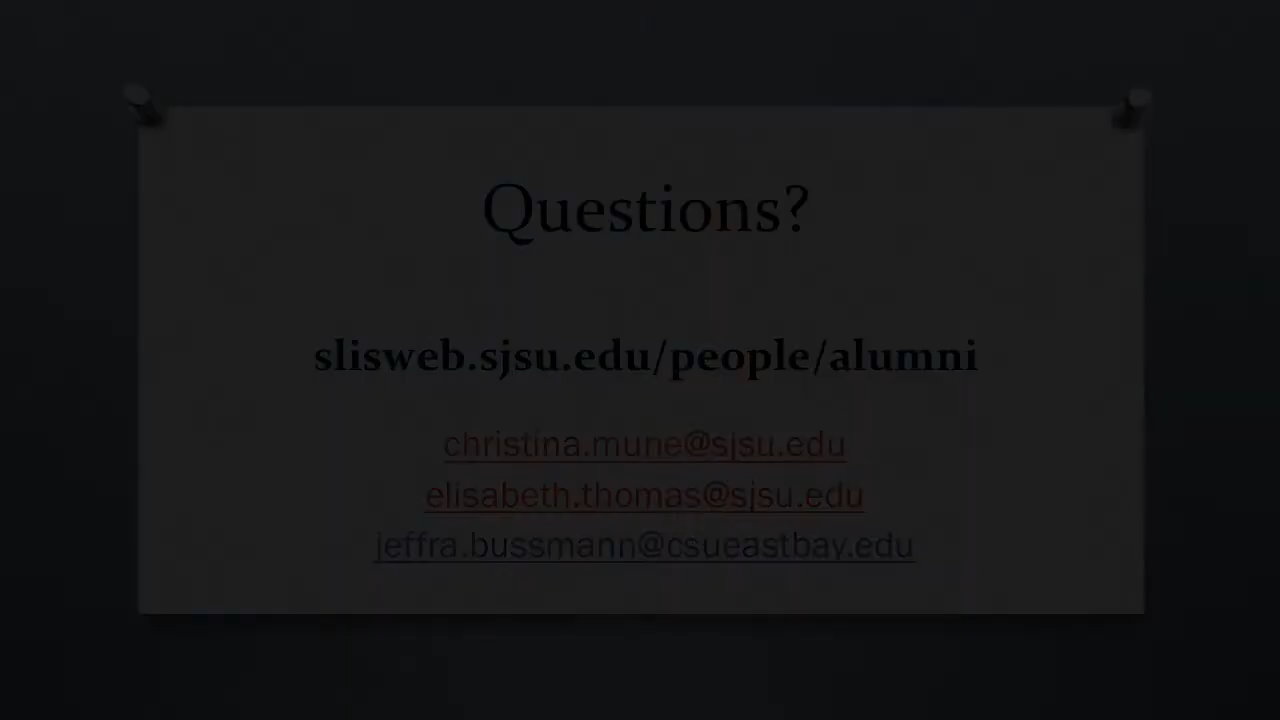 Questions?
slisweb.sjsu.edu/people/alumni
christina.mune@sjsu.edu
elisabeth.thomas@sjsu.edu
jeffra.bussmann@csueastbay.edu